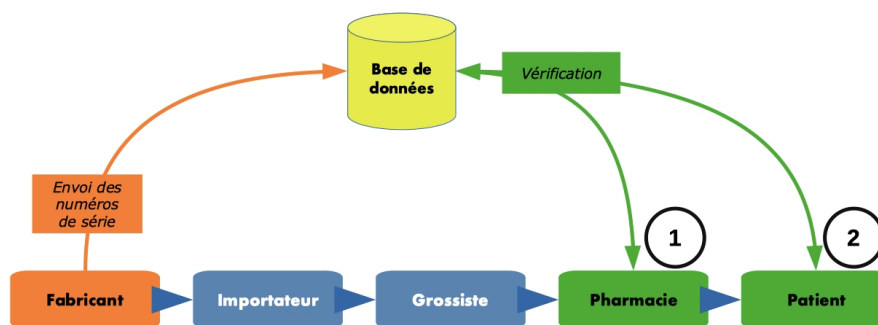 Base de
données
Vérification
Envoi des
numéros
de série
1
2
Fabricant
Importateur
Grossiste
Pharmacie
Patient